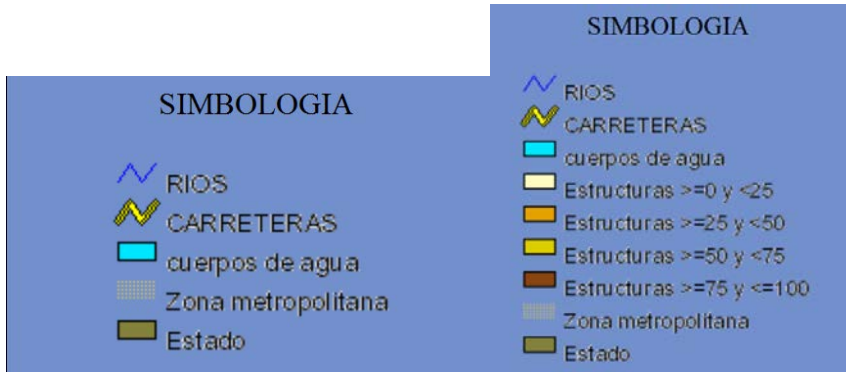 SIMBOLOGIA
RIOS
CARRETERAS
cuerpos de agua
Zona metropolitana
Estado
SIMBOLOGIA
RIOS
CARRETERAS
cuerpos de agua
Estructuras >=0 y <25
Estructuras >=25 y <50
Estructuras >=50 y <75
Estructuras >=75 y <=100
Zona metropolitana
Estado